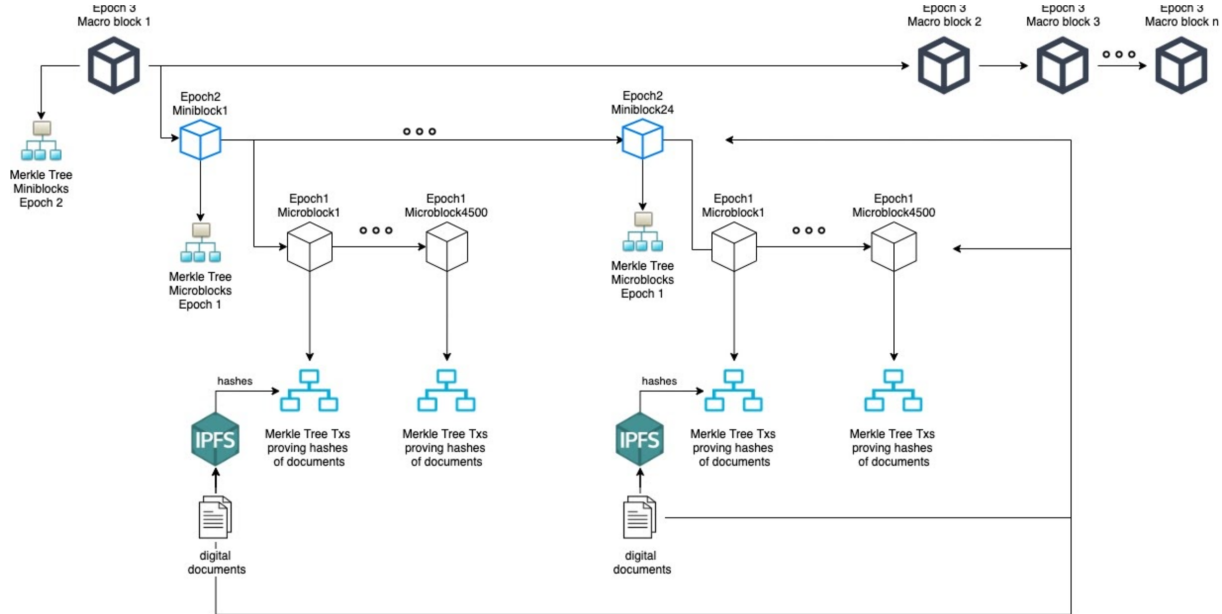 Epoch 3
Macro block 1
Epoch 3
Macro block 2
Epoch 3
Macro block 3
Epoch 3
Macro block n
Epoch2
Miniblock1
Epoch2
Miniblock24
Merkle Tree
Miniblocks
Epoch 2
Epoch1
Microblock1
Epoch1
Microblock4500
Epoch1
Microblock1
Epoch1
Microblock4500
Merkle Tree
Microblocks
Epoch 1
Merkle Tree
Microblocks
Epoch 1
hashes
hashes
IPFS
Merkle Tree Txs
proving hashes
of documents
Merkle Tree Txs
proving hashes
of documents
IPFS
Merkle Tree Txs
proving hashes
of documents
Merkle Tree Txs
proving hashes
of documents
digital
documents
digital
documents